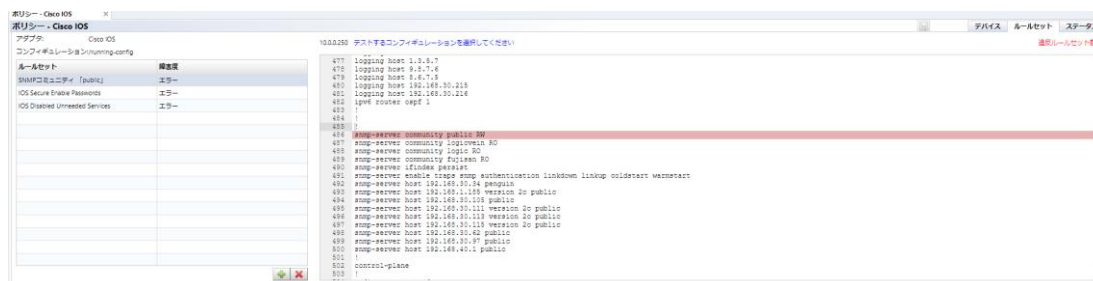 ポリシー - Cisco IOS ×
ポリシー - Cisco IOS
デバイス ルールセット ステータ
アダプタ: Cisco IOS
コンフィギュレーション:/running-config
10.0.0.250 テストするコンフィギュレーションを選択してください
違反ルールセット
ルールセット 障害度
SNMPコミュニティ「public」 エラー
IOS Secure Enable Passwords エラー
IOS Disabled Unneeded Services エラー
477 logging host 1.3.5.7
478 logging host 9.8.7.6
479 logging host 8.6.7.5
480 logging host 192.168.30.215
481 logging host 192.168.30.216
482 ipv6 router ospf 1
483 !
484 !
485 !
486 snmp-server community public RW
487 snmp-server community logicvein RO
488 snmp-server community logic RO
489 snmp-server community fujisan RO
490 snmp-server ifindex persist
491 snmp-server enable traps snmp authentication linkdown linkup coldstart warmstart
492 snmp-server host 192.168.30.34 penguin
493 snmp-server host 192.168.1.185 version 2c public
494 snmp-server host 192.168.30.105 public
495 snmp-server host 192.168.30.111 version 2c public
496 snmp-server host 192.168.30.113 version 2c public
497 snmp-server host 192.168.30.118 version 2c public
498 snmp-server host 192.168.30.62 public
499 snmp-server host 192.168.30.97 public
500 snmp-server host 192.168.40.1 public
501 !
502 control-plane
503 !